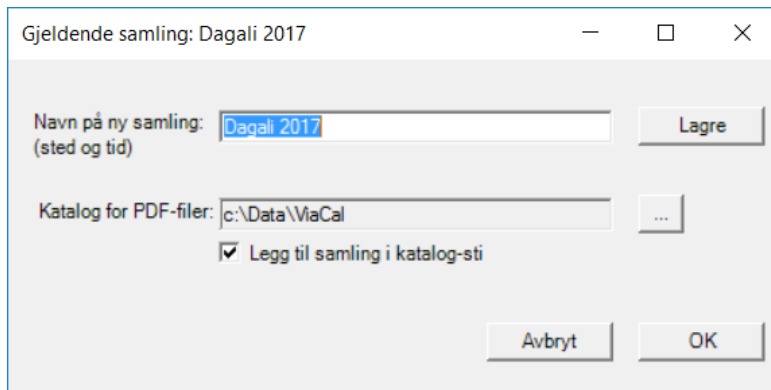 Gjeldende samling: Dagali 2017
Navn på ny samling: Dagali 2017 Lagre
(sted og tid)
Katalog for PDF-filer: c:\Data\ViaCal ...
Legg til samling i katalog-sti
Avbryt OK